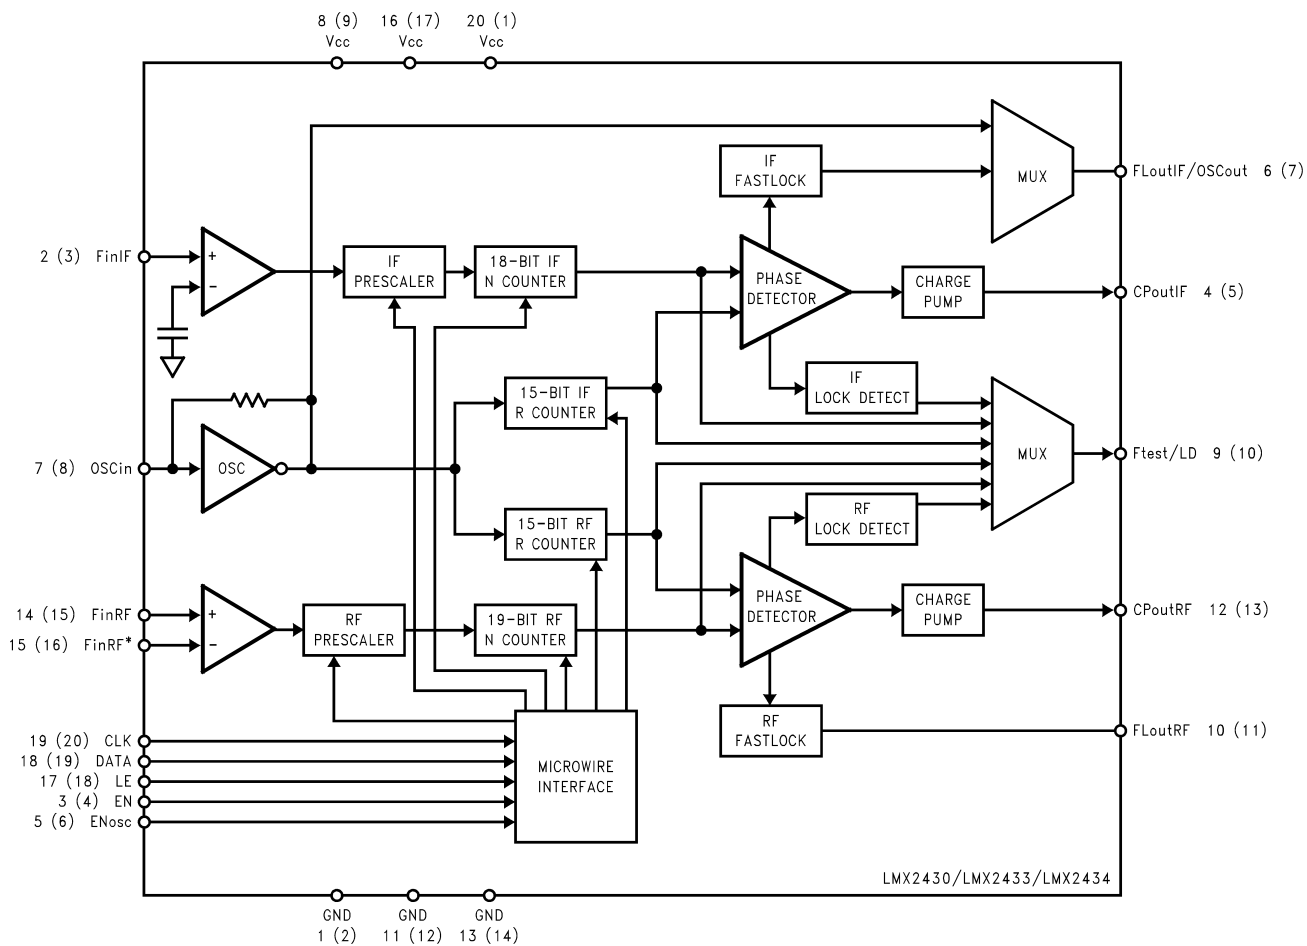 8 (9) 16 (17) 20 (1)
Vcc Vcc Vcc
IF
FASTLOCK
MUX
FLoutIF/OSCout 6 (7)
2 (3) FinIF
+
−
IF
PRESCALER
18-BIT IF
N COUNTER
PHASE
DETECTOR
CHARGE
PUMP
CPoutIF 4 (5)
15-BIT IF
R COUNTER
IF
LOCK DETECT
7 (8) OSCin
OSC
MUX
Ftest/LD 9 (10)
15-BIT RF
R COUNTER
RF
LOCK DETECT
14 (15) FinRF
15 (16) FinRF*
+
−
RF
PRESCALER
19-BIT RF
N COUNTER
PHASE
DETECTOR
CHARGE
PUMP
CPoutRF 12 (13)
RF
FASTLOCK
FLoutRF 10 (11)
19 (20) CLK
18 (19) DATA
17 (18) LE
3 (4) EN
5 (6) ENosc
MICROWIRE
INTERFACE
LMX2430/LMX2433/LMX2434
GND GND GND
1 (2) 11 (12) 13 (14)